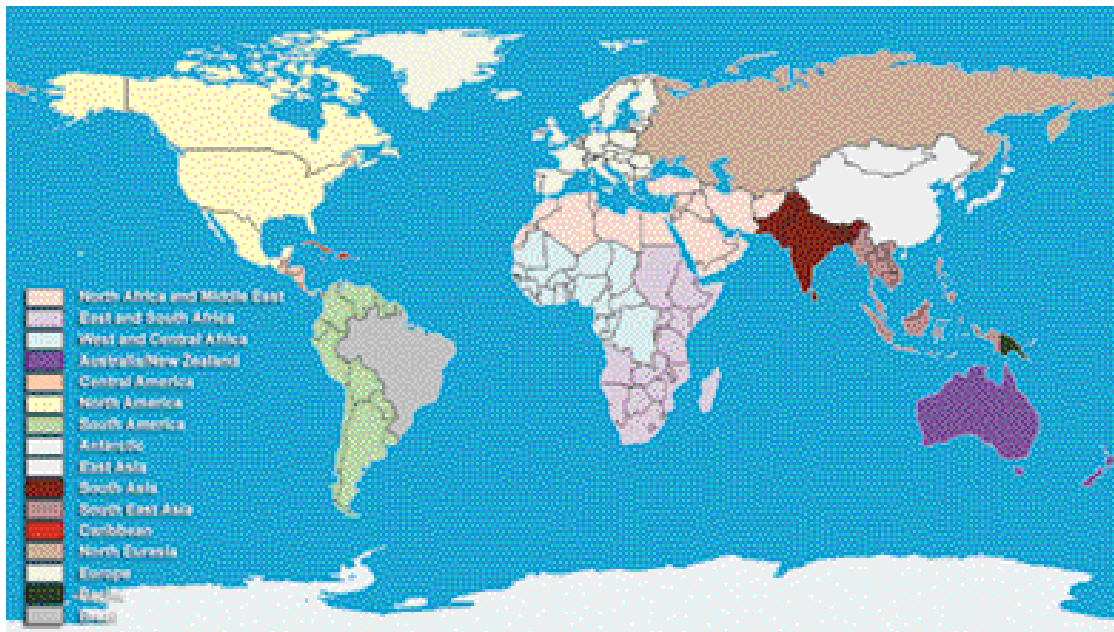 North Africa and Middle East
East and South Africa
West and Central Africa
Australia/New Zealand
Central America
North America
South America
Antarctic
East Asia
South Asia
South East Asia
Caribbean
North Eurasia
Europe